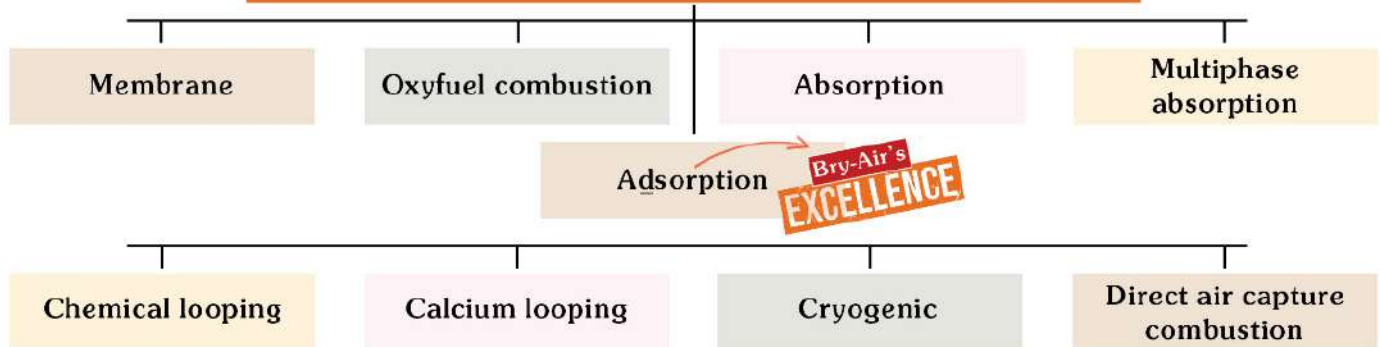 Membrane
Oxyfuel combustion
Absorption
Multiphase
absorption
Adsorption
Bry-Air's
EXCELLENCE
Chemical looping
Calcium looping
Cryogenic
Direct air capture
combustion